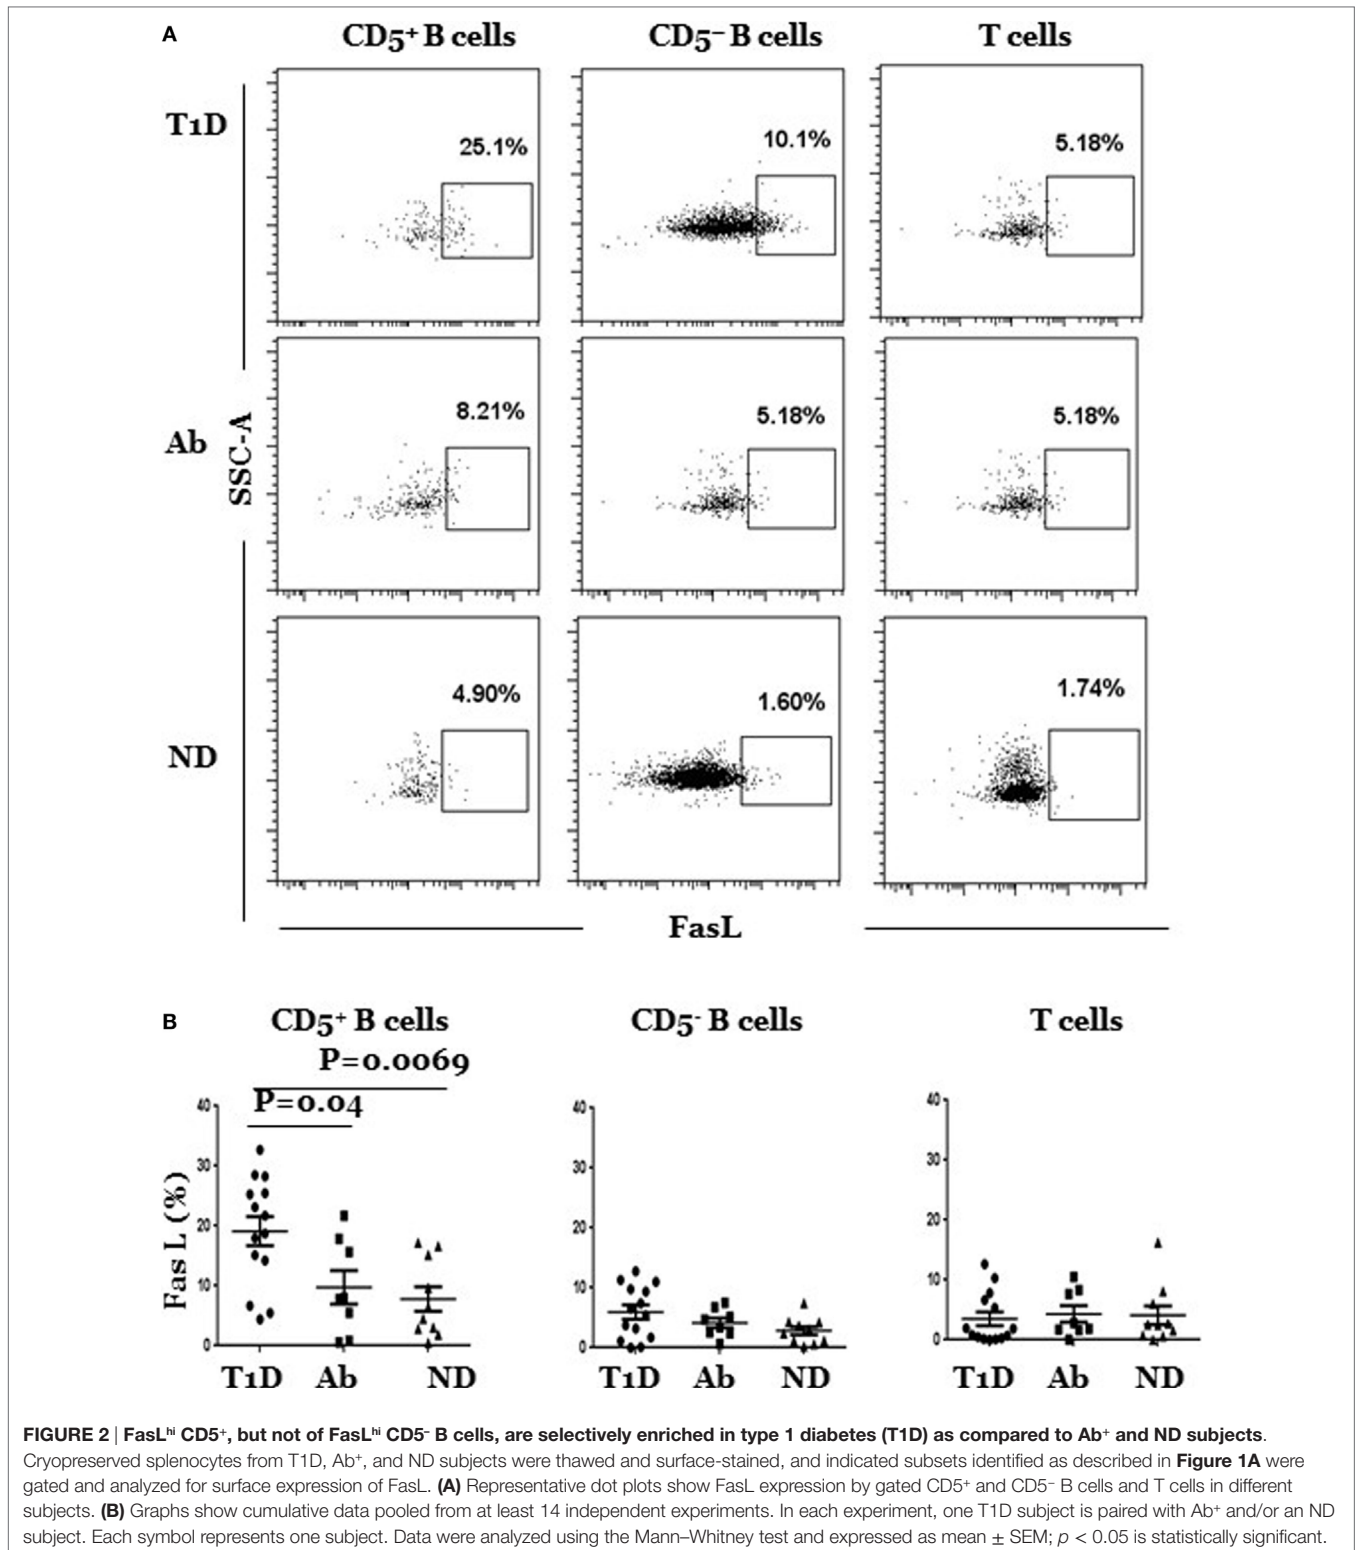 A
CD5+ B cells CD5– B cells T cells
T1D
25.1% 10.1% 5.18%
Ab
SSC-A
8.21% 5.18% 5.18%
ND
4.90% 1.60% 1.74%
FasL
B
CD5+ B cells CD5- B cells T cells
P=0.0069
P=0.04
Fas L (%)
40 30 20 10 0
40 30 20 10 0
40 30 20 10 0
T1D Ab ND T1D Ab ND T1D Ab ND
FIGURE 2 | FasLhi CD5+, but not of FasLhi CD5- B cells, are selectively enriched in type 1 diabetes (T1D) as compared to Ab+ and ND subjects.
Cryopreserved splenocytes from T1D, Ab+, and ND subjects were thawed and surface-stained, and indicated subsets identified as described in Figure 1A were
gated and analyzed for surface expression of FasL. (A) Representative dot plots show FasL expression by gated CD5+ and CD5– B cells and T cells in different
subjects. (B) Graphs show cumulative data pooled from at least 14 independent experiments. In each experiment, one T1D subject is paired with Ab+ and/or an ND
subject. Each symbol represents one subject. Data were analyzed using the Mann–Whitney test and expressed as mean ± SEM; p < 0.05 is statistically significant.